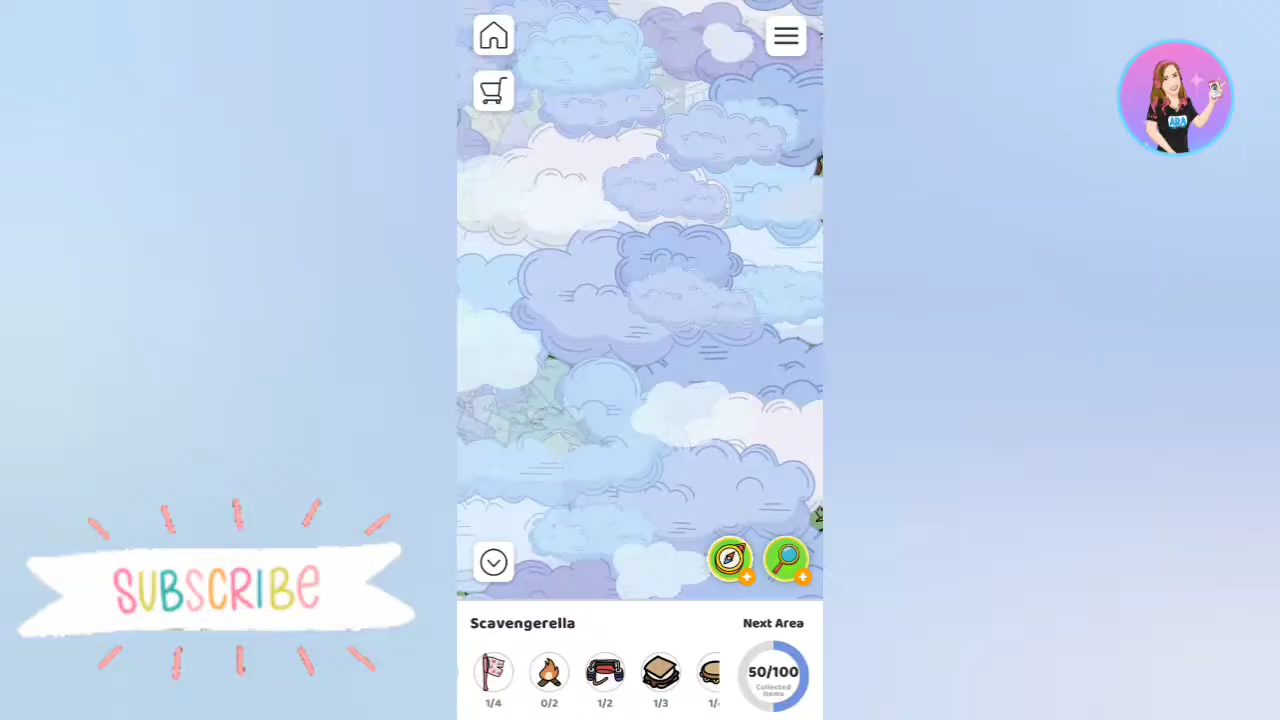 SUBSCRIBE
Scavengerella
Next Area
1/4
0/2
1/2
1/3
50/100
Collected
Items